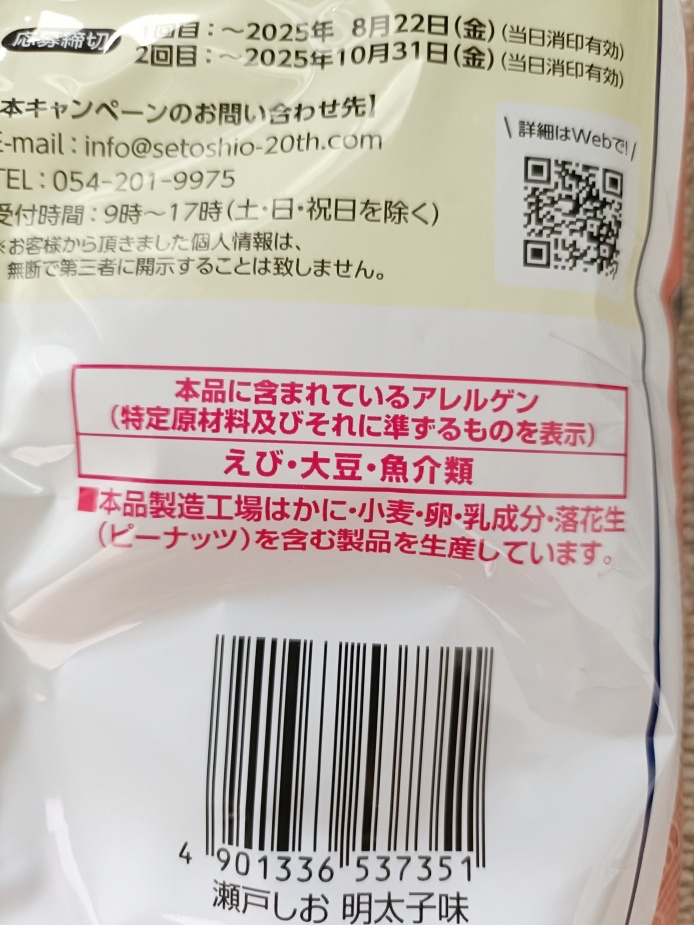 応募締切 1回目：～2025年 8月22日(金)(当日消印有効)
2回目：～2025年10月31日(金)(当日消印有効)
本キャンペーンのお問い合わせ先】
E-mail：info@setoshio-20th.com
TEL：054-201-9975
受付時間：9時～17時(土・日・祝日を除く)
※お客様から頂きました個人情報は、
無断で第三者に開示することは致しません。
\ 詳細はWebで! /
本品に含まれているアレルゲン
(特定原材料及びそれに準ずるものを表示)
えび・大豆・魚介類
■本品製造工場はかに・小麦・卵・乳成分・落花生
(ピーナッツ)を含む製品を生産しています。
4 901336 537351
瀬戸しお 明太子味